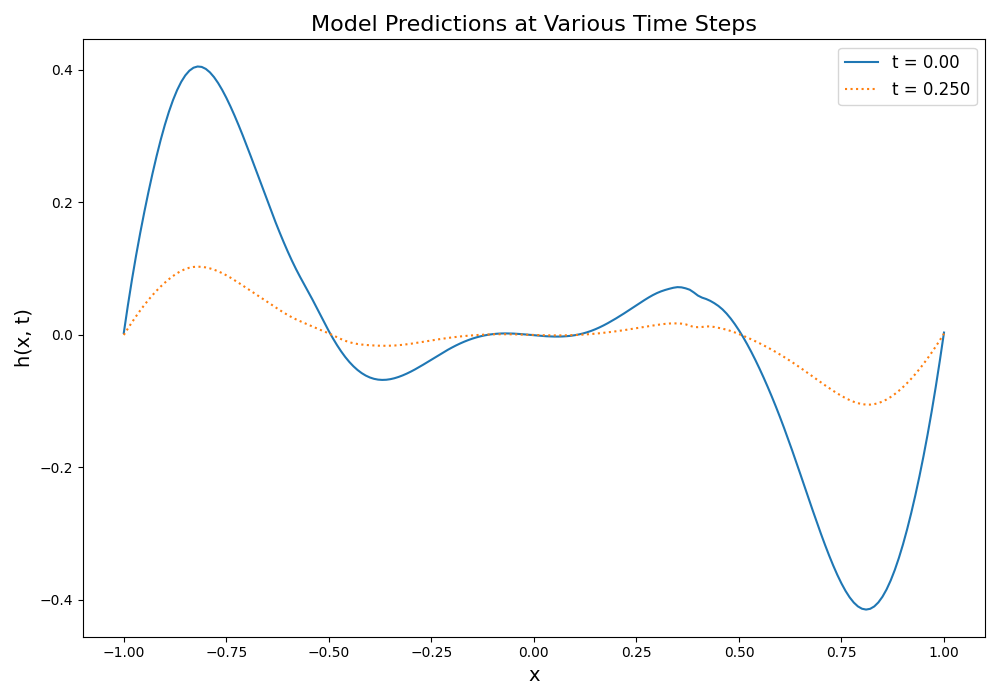 Model Predictions at Various Time Steps
t = 0.00
t = 0.250
h(x, t)
0.4
0.2
0.0
−0.2
−0.4
−1.00 −0.75 −0.50 −0.25 0.00 0.25 0.50 0.75 1.00
x